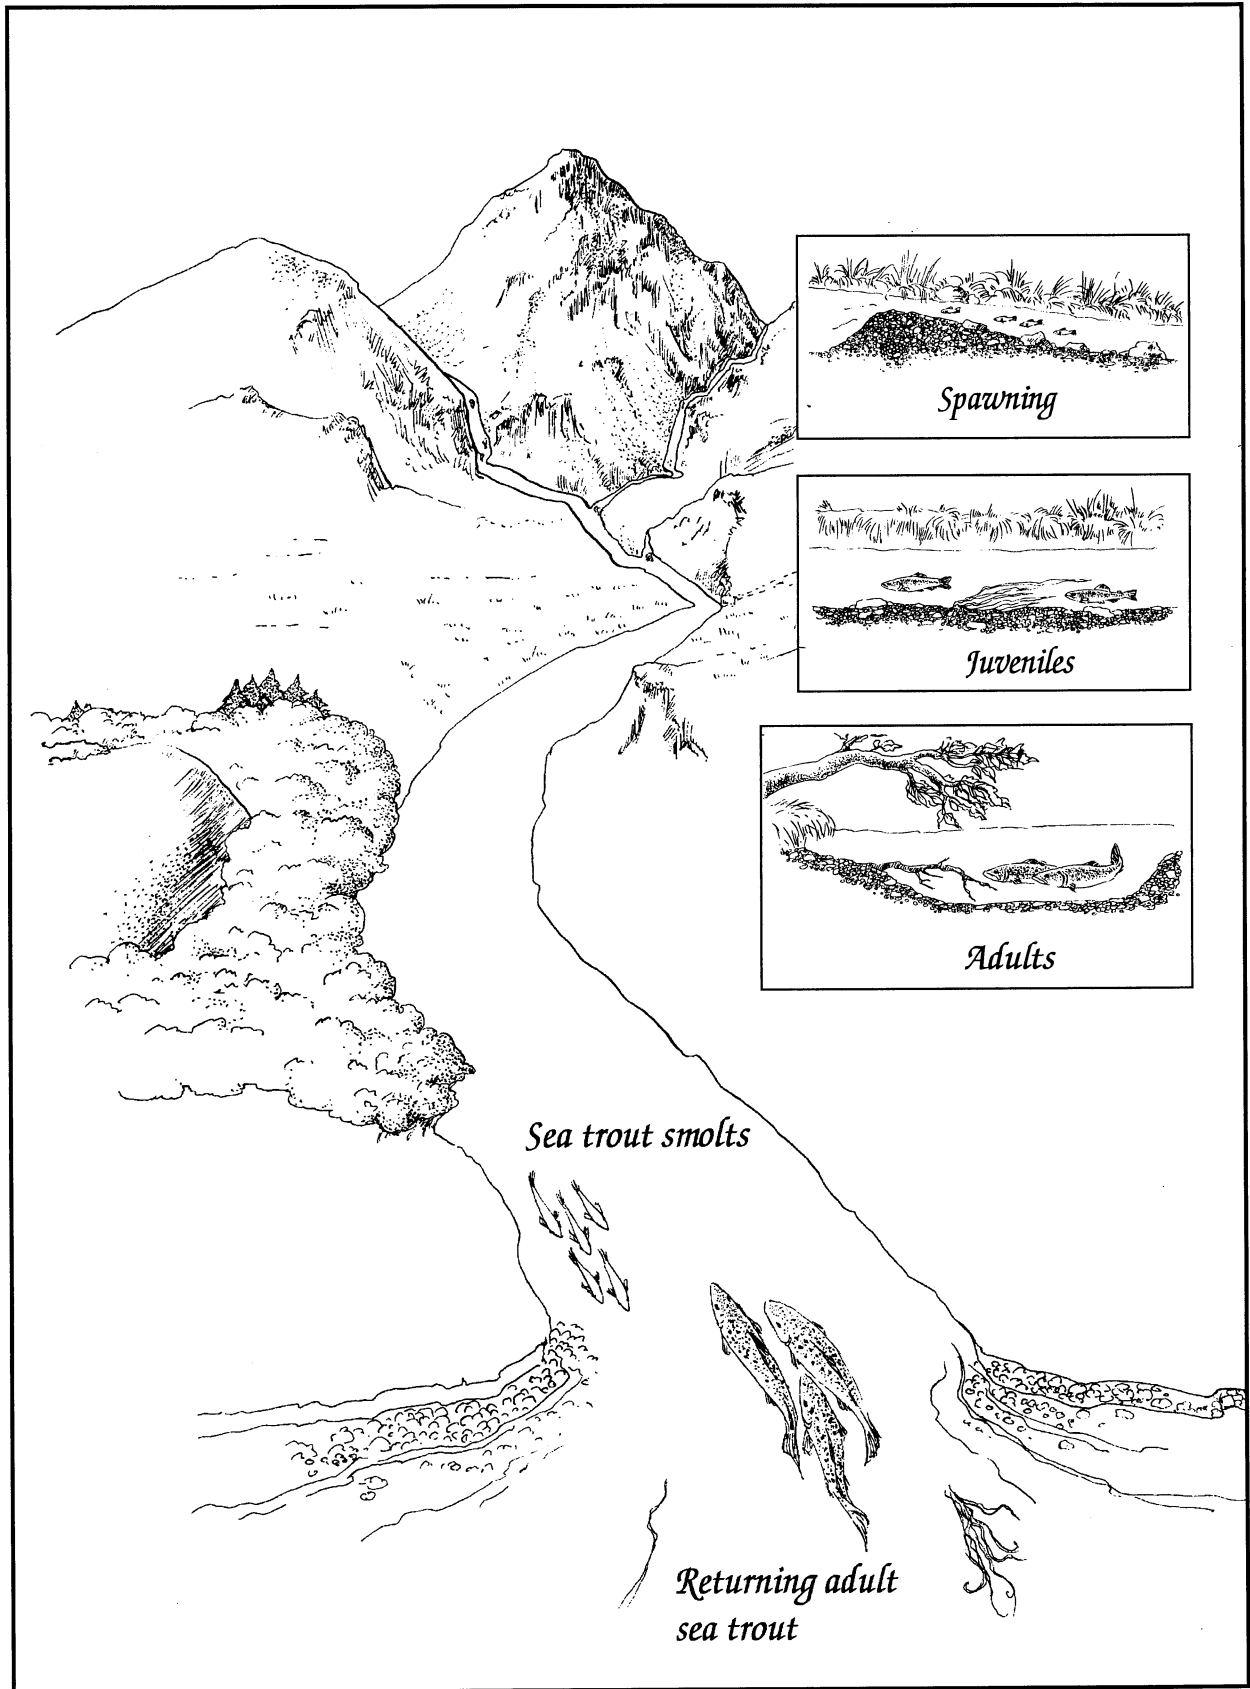 Spawning
Juveniles
Adults
Sea trout smolts
Returning adult
sea trout